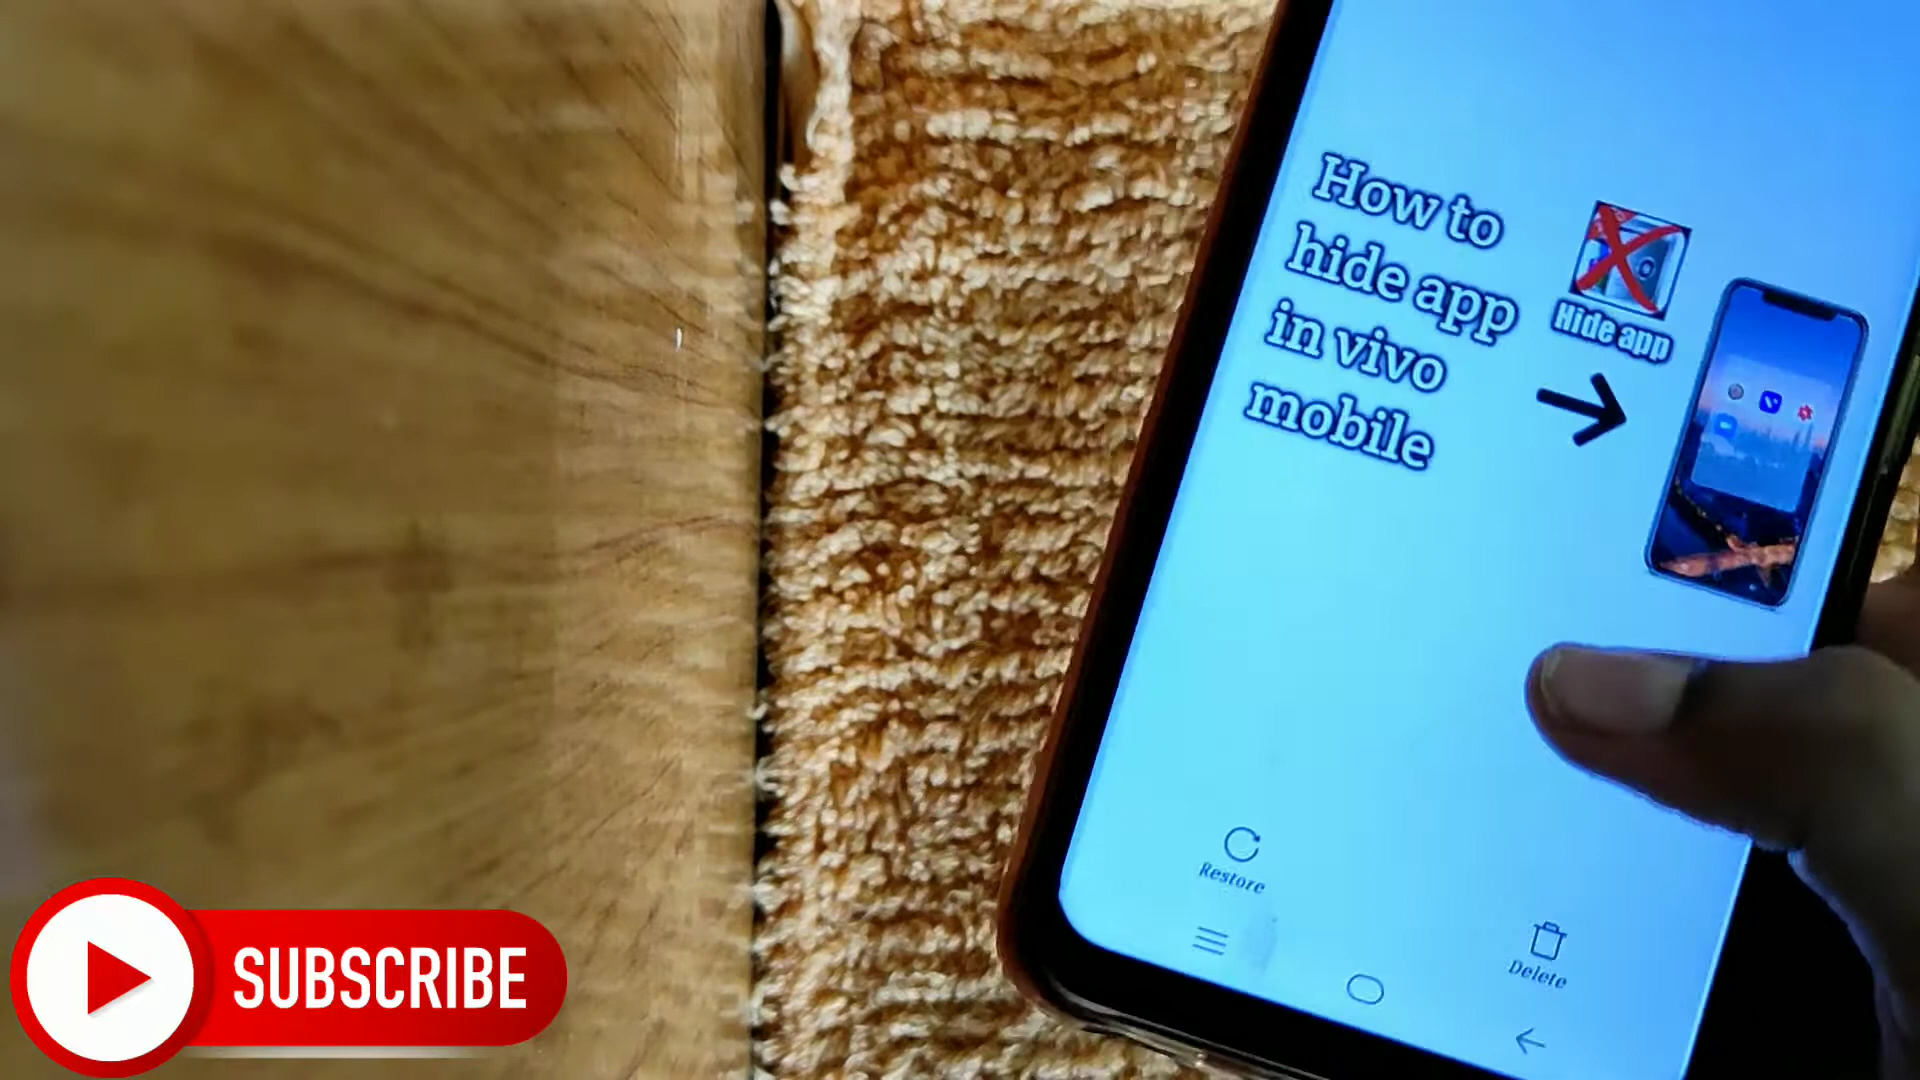 How to
hide app
in vivo
mobile
Hide app
Restore
Delete
SUBSCRIBE